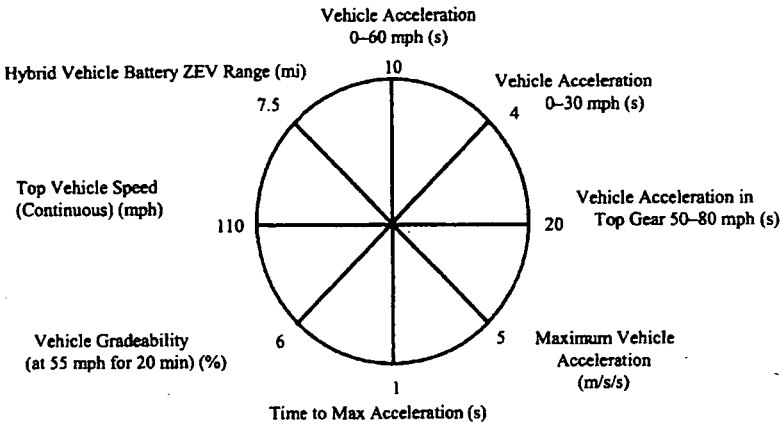 Vehicle Acceleration
0–60 mph (s)
10
Hybrid Vehicle Battery ZEV Range (mi)
7.5
Vehicle Acceleration
0–30 mph (s)
4
Top Vehicle Speed
(Continuous) (mph)
110
Vehicle Acceleration in
Top Gear 50–80 mph (s)
20
Vehicle Gradeability
(at 55 mph for 20 min) (%)
6
Maximum Vehicle
Acceleration
(m/s/s)
5
1
Time to Max Acceleration (s)